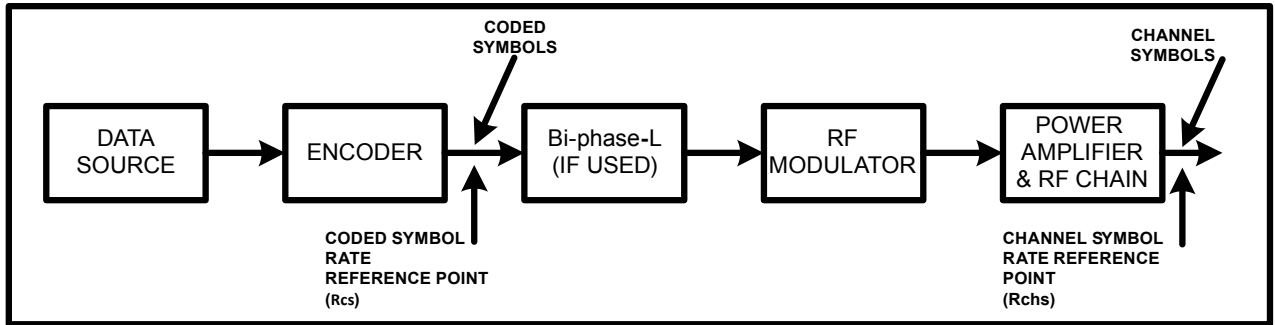 CODED
SYMBOLS
CHANNEL
SYMBOLS
DATA
SOURCE
ENCODER
Bi-phase-L
(IF USED)
RF
MODULATOR
POWER
AMPLIFIER
& RF CHAIN
CODED SYMBOL
RATE
REFERENCE POINT
(Rcs)
CHANNEL SYMBOL
RATE REFERENCE
POINT
(Rchs)